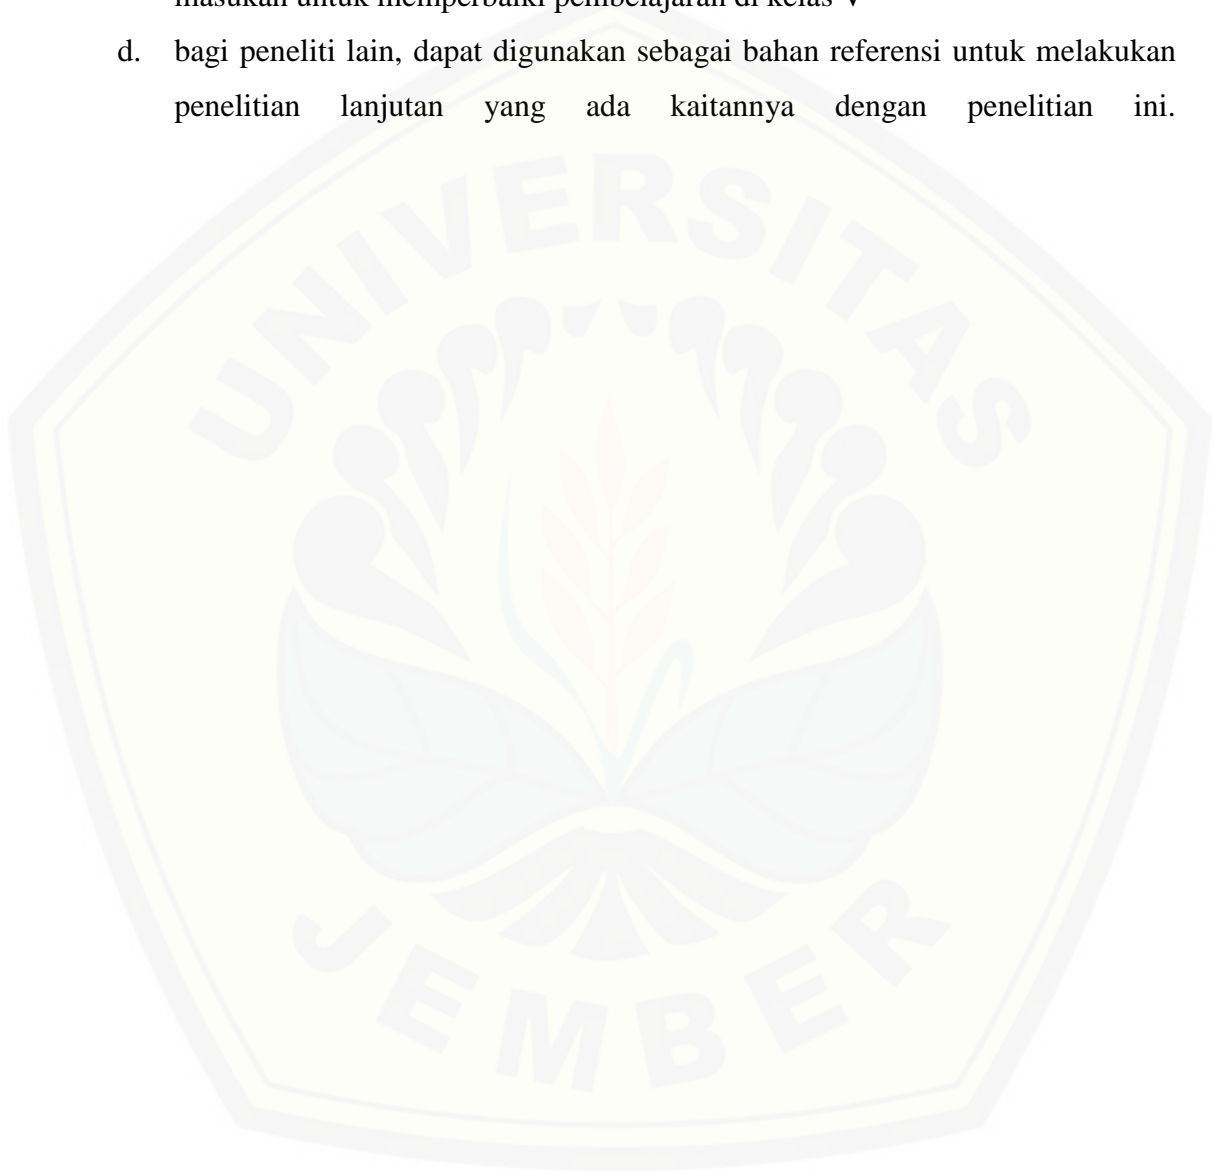 masukan untuk memperbaiki pembelajaran di kelas V
d. bagi peneliti lain, dapat digunakan sebagai bahan referensi untuk melakukan
penelitian lanjutan yang ada kaitannya dengan penelitian ini.
UNIVERSITAS
JEMBER